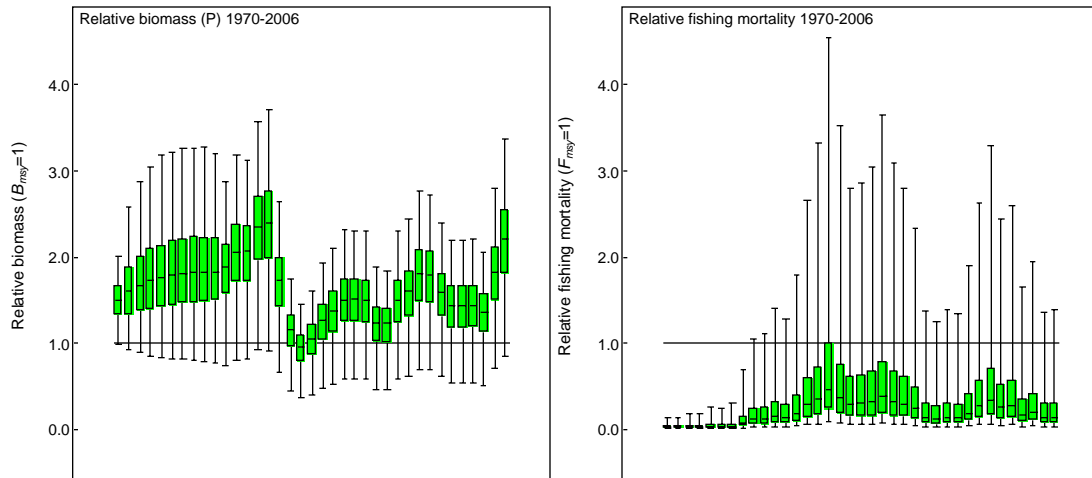 Relative biomass (P) 1970-2006
4.0
3.0
2.0
1.0
0.0
Relative biomass (Bmsy=1)
Relative fishing mortality 1970-2006
4.0
3.0
2.0
1.0
0.0
Relative fishing mortality (Fmsy=1)